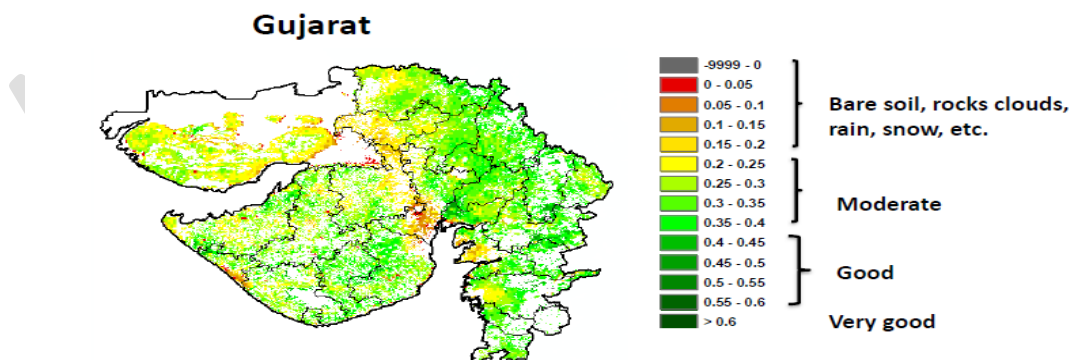 Gujarat
-9999 - 0
0 - 0.05
0.05 - 0.1
0.1 - 0.15
0.15 - 0.2
0.2 - 0.25
0.25 - 0.3
0.3 - 0.35
0.35 - 0.4
0.4 - 0.45
0.45 - 0.5
0.5 - 0.55
0.55 - 0.6
> 0.6
Bare soil, rocks clouds,
rain, snow, etc.
Moderate
Good
Very good